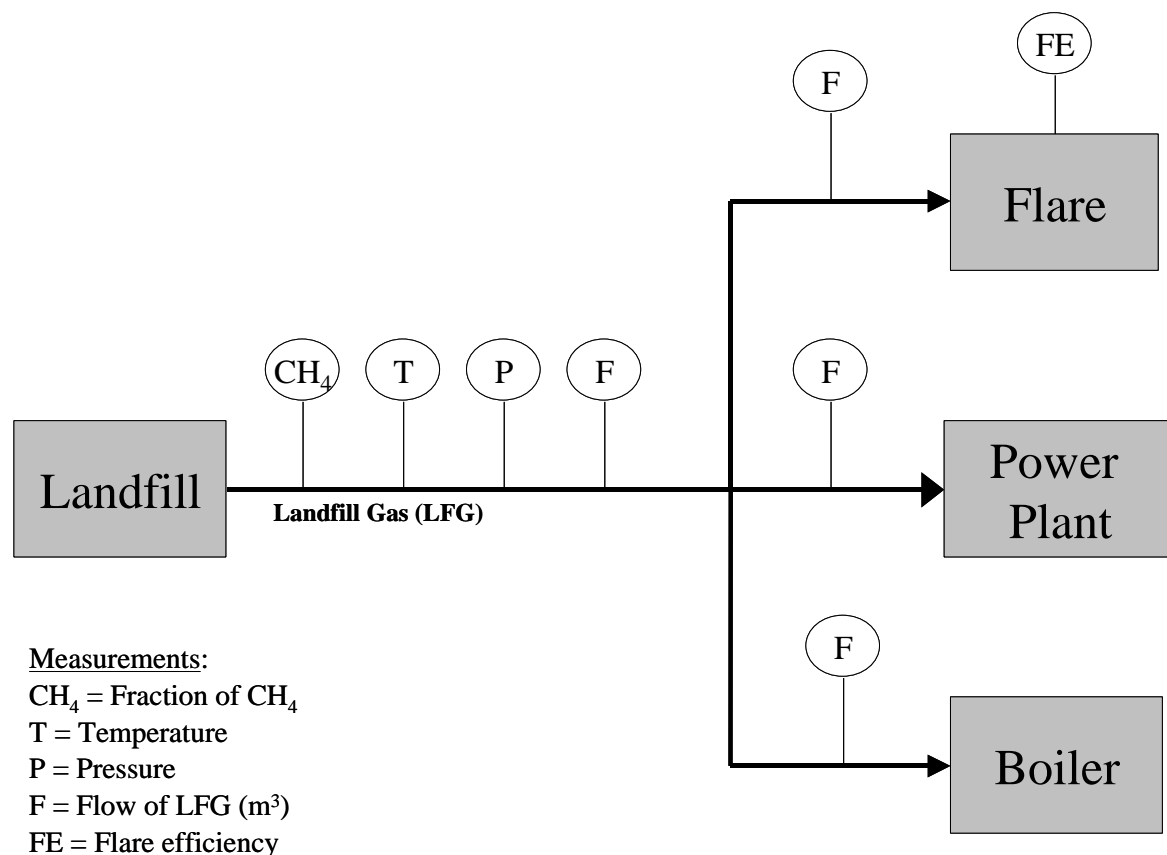 FE
F
Flare
CH₄
T
P
F
F
Landfill
Power
Plant
Landfill Gas (LFG)
F
Boiler
Measurements:
CH₄ = Fraction of CH₄
T = Temperature
P = Pressure
F = Flow of LFG (m³)
FE = Flare efficiency